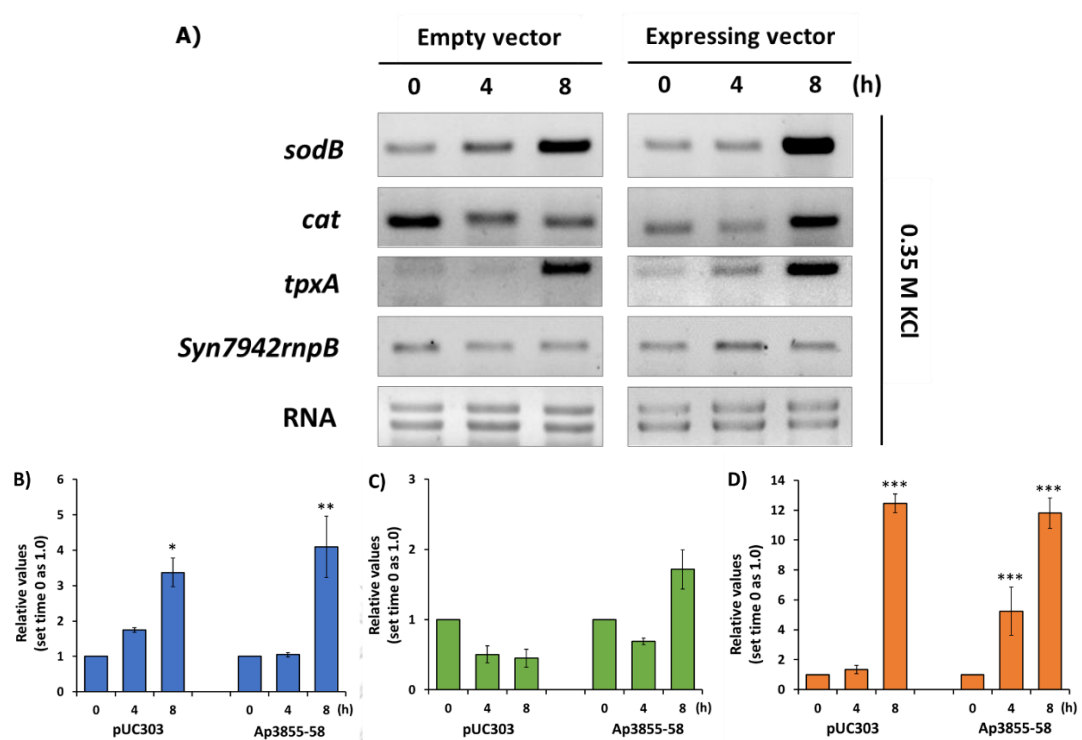 A)
Empty vector
Expressing vector
0 4 8 0 4 8 (h)
sodB
cat
tpxA
Syn7942rnpB
RNA
0.35 M KCl
B)
Relative values
(set time 0 as 1.0)
6
5
4
3
2
1
0
*
**
0 4 8 0 4 8 (h)
pUC303 Ap3855-58
C)
Relative values
(set time 0 as 1.0)
3
2
1
0
0 4 8 0 4 8 (h)
pUC303 Ap3855-58
D)
Relative values
(set time 0 as 1.0)
14
12
10
8
6
4
2
0
***
***
***
0 4 8 0 4 8 (h)
pUC303 Ap3855-58